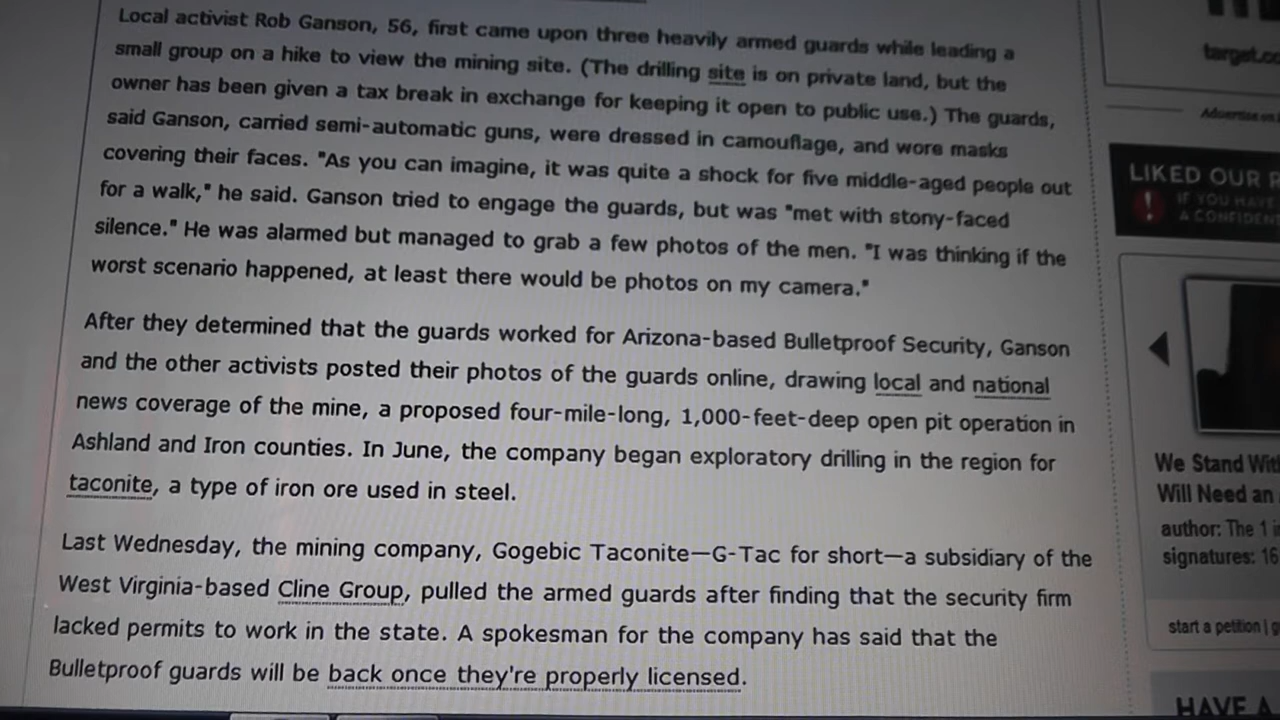 Local activist Rob Ganson, 56, first came upon three heavily armed guards while leading a
small group on a hike to view the mining site. (The drilling site is on private land, but the
owner has been given a tax break in exchange for keeping it open to public use.) The guards,
said Ganson, carried semi-automatic guns, were dressed in camouflage, and wore masks
covering their faces. "As you can imagine, it was quite a shock for five middle-aged people out
for a walk," he said. Ganson tried to engage the guards, but was "met with stony-faced
silence." He was alarmed but managed to grab a few photos of the men. "I was thinking if the
worst scenario happened, at least there would be photos on my camera."
After they determined that the guards worked for Arizona-based Bulletproof Security, Ganson
and the other activists posted their photos of the guards online, drawing local and national
news coverage of the mine, a proposed four-mile-long, 1,000-feet-deep open pit operation in
Ashland and Iron counties. In June, the company began exploratory drilling in the region for
taconite, a type of iron ore used in steel.
Last Wednesday, the mining company, Gogebic Taconite—G-Tac for short—a subsidiary of the
West Virginia-based Cline Group, pulled the armed guards after finding that the security firm
lacked permits to work in the state. A spokesman for the company has said that the
Bulletproof guards will be back once they're properly licensed.
target.co
Advertise on
LIKED OUR
IF YOU HAVE
A CONFIDEN
We Stand Wit
Will Need an
author: The 1
signatures: 16
start a petition |
HAVE A